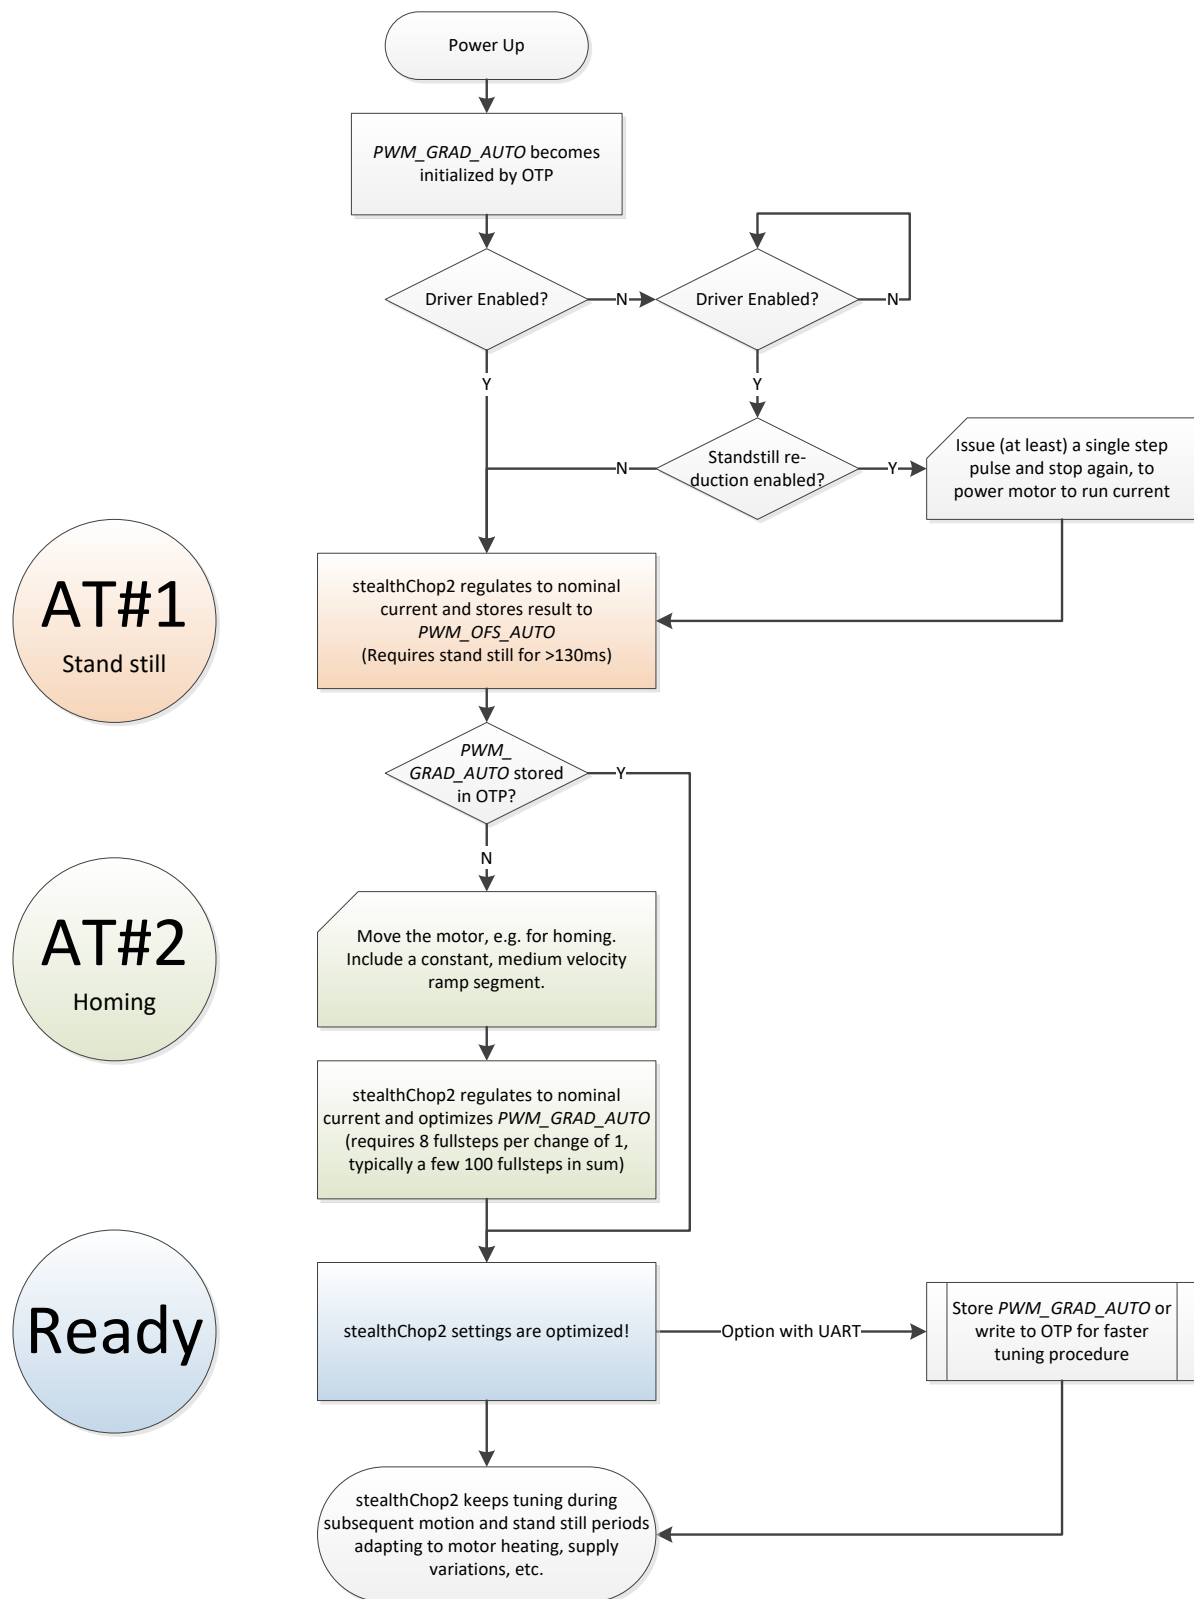 Power Up
PWM_GRAD_AUTO becomes
initialized by OTP
Driver Enabled?
N
Driver Enabled?
N
Y
Y
Standstill re-
duction enabled?
N
Y
Issue (at least) a single step
pulse and stop again, to
power motor to run current
AT#1
Stand still
stealthChop2 regulates to nominal
current and stores result to
PWM_OFS_AUTO
(Requires stand still for >130ms)
PWM_
GRAD_AUTO stored
in OTP?
Y
N
AT#2
Homing
Move the motor, e.g. for homing.
Include a constant, medium velocity
ramp segment.
stealthChop2 regulates to nominal
current and optimizes PWM_GRAD_AUTO
(requires 8 fullsteps per change of 1,
typically a few 100 fullsteps in sum)
Ready
stealthChop2 settings are optimized!
Option with UART
Store PWM_GRAD_AUTO or
write to OTP for faster
tuning procedure
stealthChop2 keeps tuning during
subsequent motion and stand still periods
adapting to motor heating, supply
variations, etc.